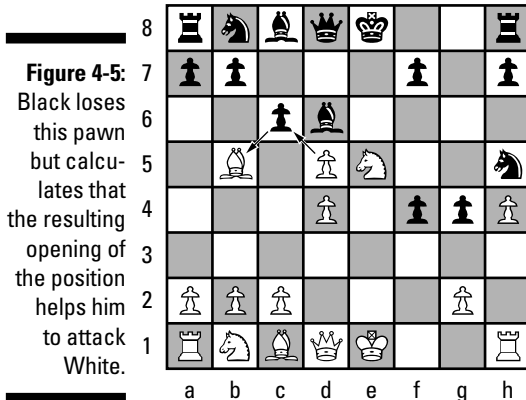 Figure 4-5:
Black loses
this pawn
but calcu-
lates that
the resulting
opening of
the position
helps him
to attack
White.
8
7
6
5
4
3
2
1
a b c d e f g h